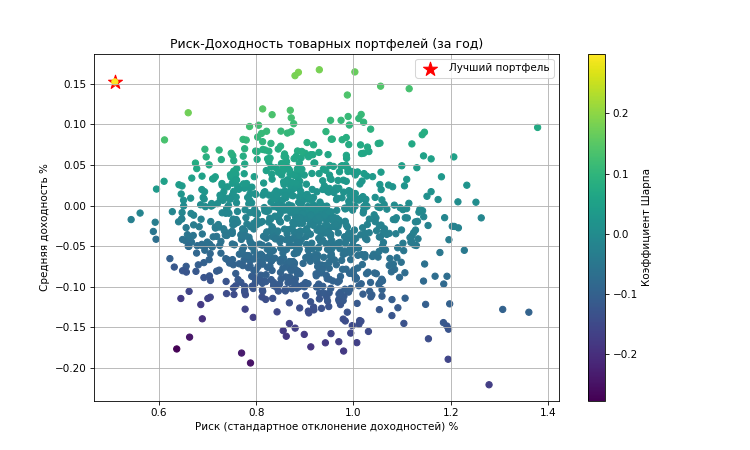 Риск-Доходность товарных портфелей (за год)
Лучший портфель
Средняя доходность %
0.15
0.10
0.05
0.00
−0.05
−0.10
−0.15
−0.20
0.6 0.8 1.0 1.2 1.4
Риск (стандартное отклонение доходностей) %
0.2
0.1
0.0
−0.1
−0.2
Коэффициент Шарпа